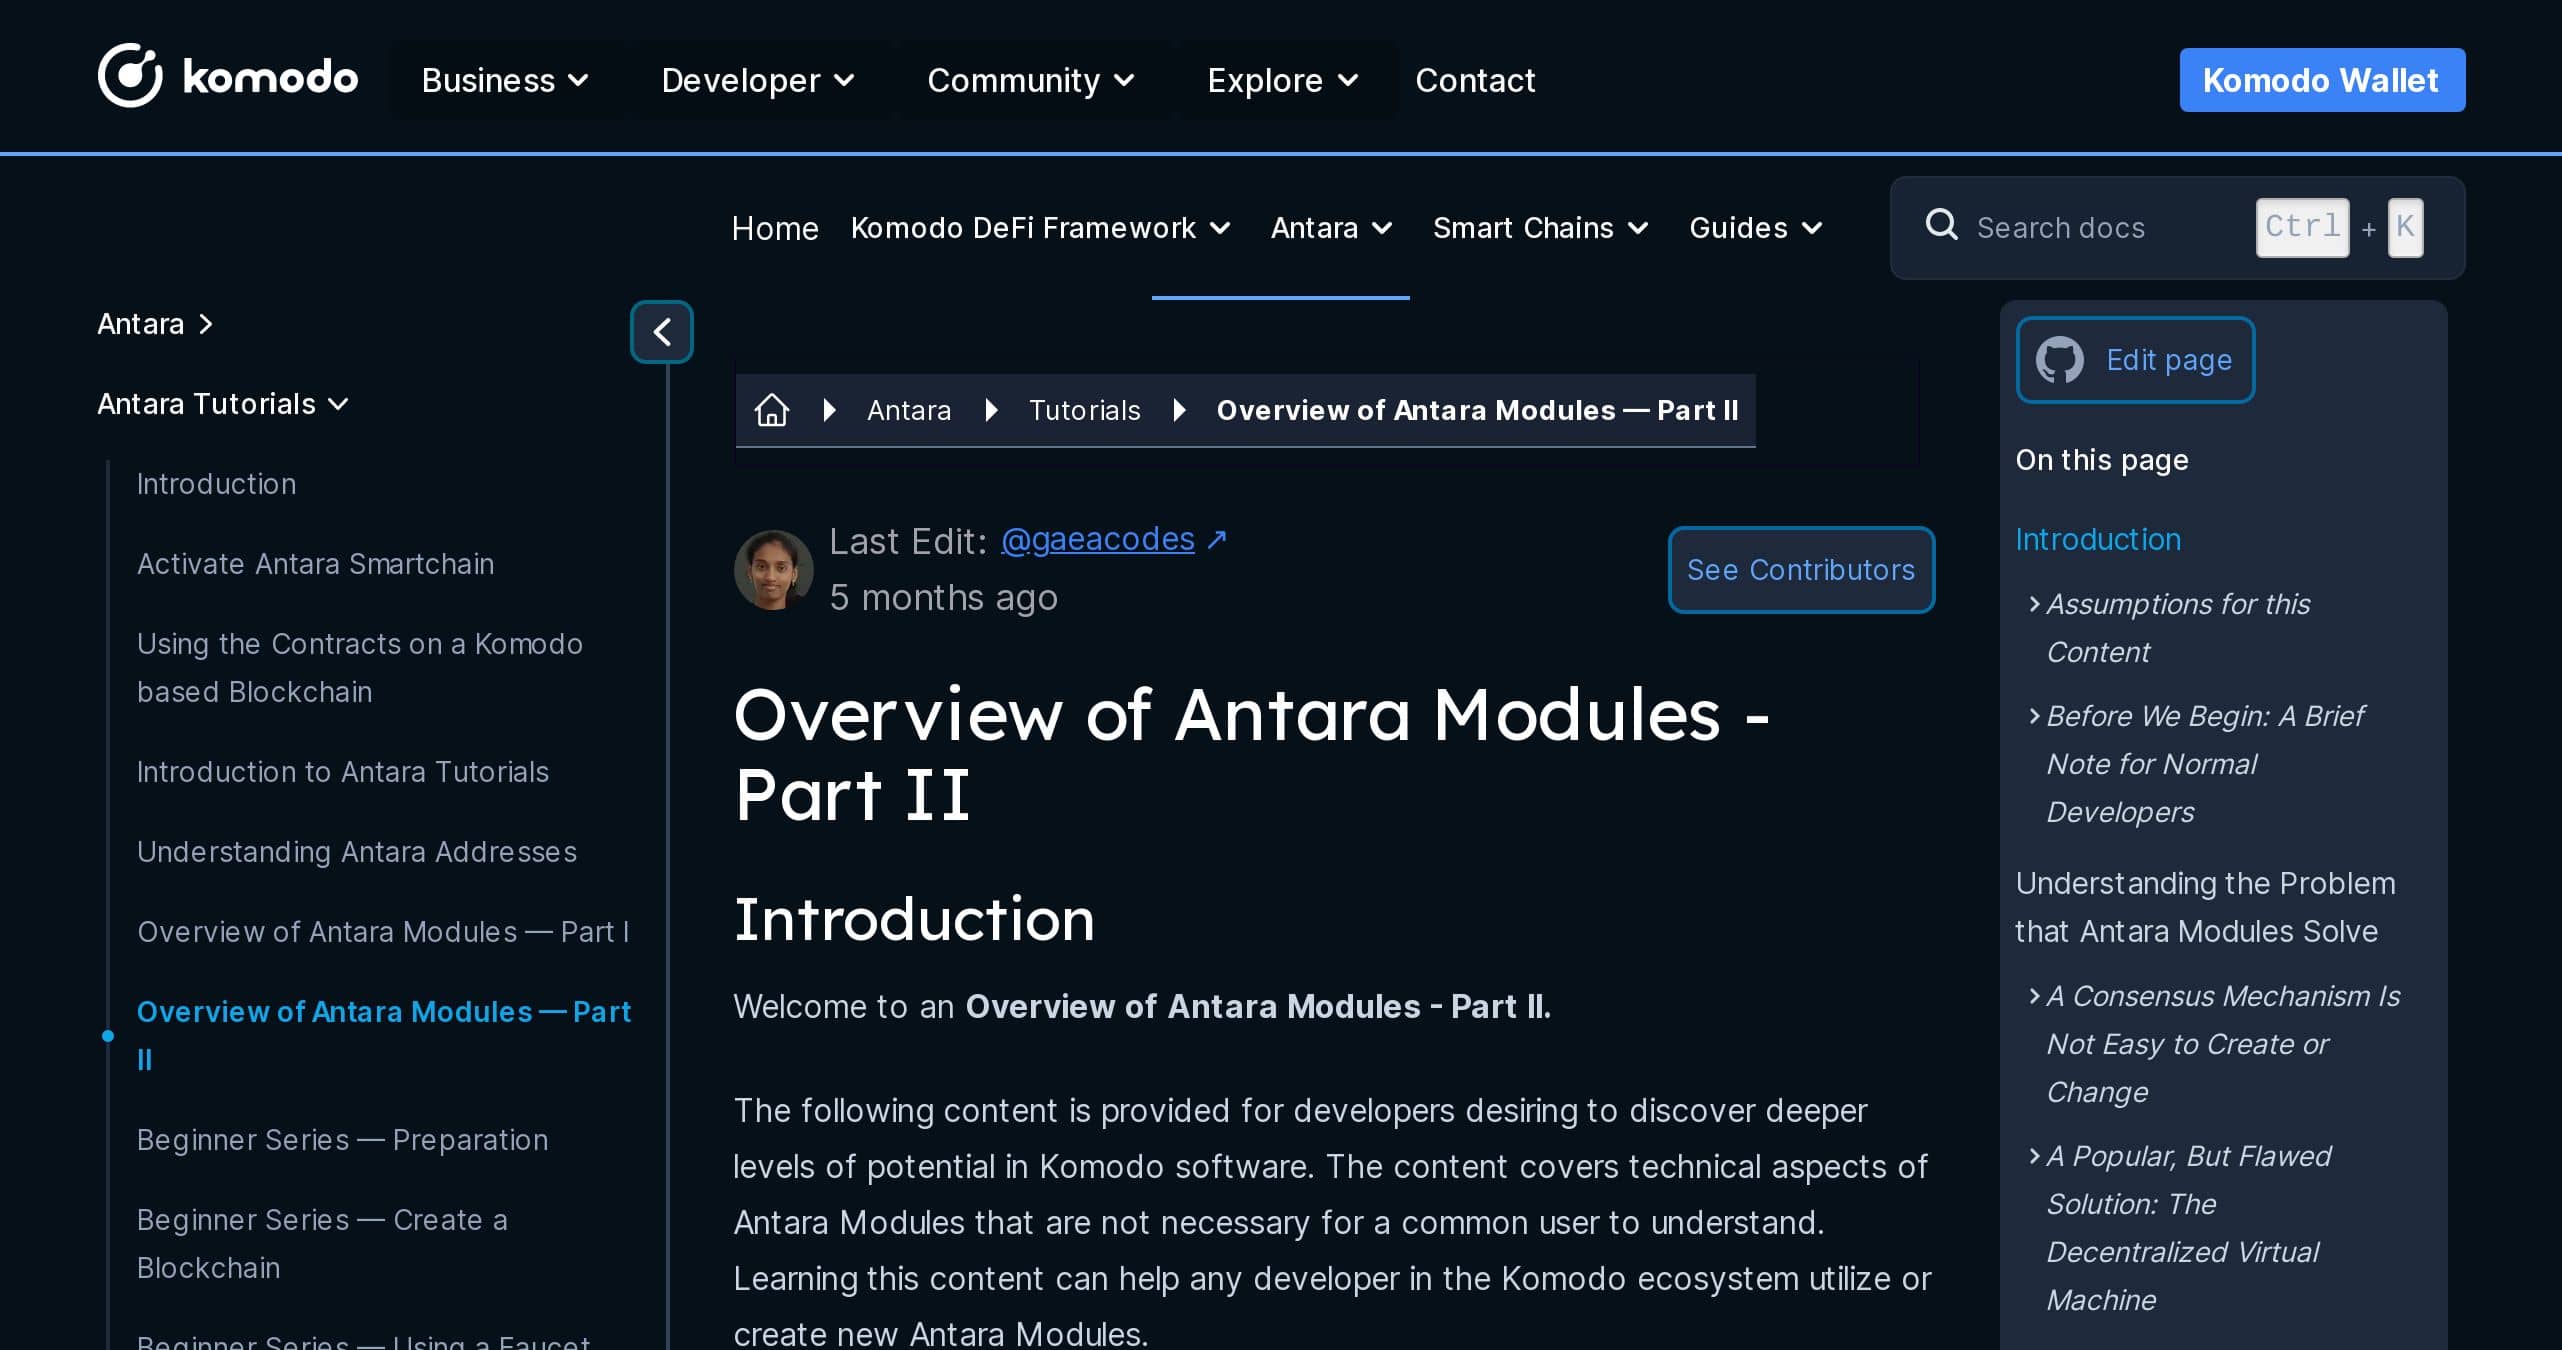 komodo
Business
Developer
Community
Explore
Contact
Komodo Wallet
Home
Komodo DeFi Framework
Antara
Smart Chains
Guides
Search docs
Ctrl + K
Antara
Antara Tutorials
Introduction
Activate Antara Smartchain
Using the Contracts on a Komodo
based Blockchain
Introduction to Antara Tutorials
Understanding Antara Addresses
Overview of Antara Modules — Part I
Overview of Antara Modules — Part
II
Beginner Series — Preparation
Beginner Series — Create a
Blockchain
Beginner Series — Using a Faucet
Antara
Tutorials
Overview of Antara Modules — Part II
Last Edit: @gaeacodes ↗
5 months ago
See Contributors
Overview of Antara Modules -
Part II
Introduction
Welcome to an Overview of Antara Modules - Part II.
The following content is provided for developers desiring to discover deeper
levels of potential in Komodo software. The content covers technical aspects of
Antara Modules that are not necessary for a common user to understand.
Learning this content can help any developer in the Komodo ecosystem utilize or
create new Antara Modules.
Edit page
On this page
Introduction
Assumptions for this
Content
Before We Begin: A Brief
Note for Normal
Developers
Understanding the Problem
that Antara Modules Solve
A Consensus Mechanism Is
Not Easy to Create or
Change
A Popular, But Flawed
Solution: The
Decentralized Virtual
Machine